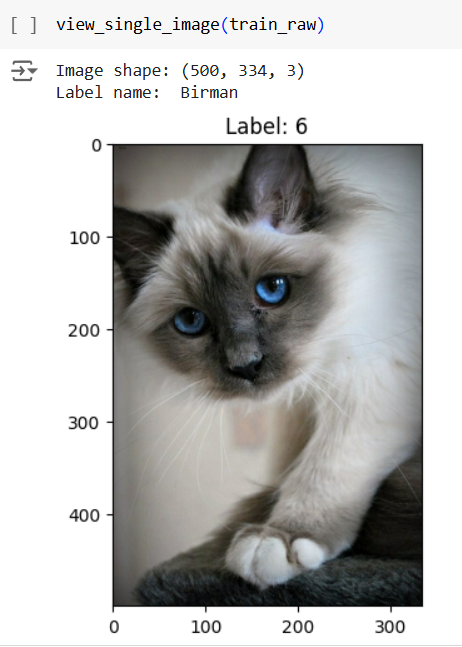 [ ] view_single_image(train_raw)
Image shape: (500, 334, 3)
Label name:  Birman
Label: 6
0
100
200
300
400
0 100 200 300